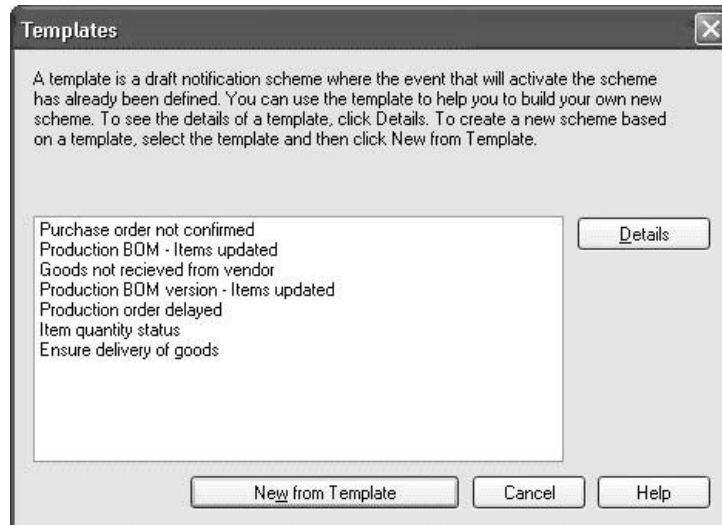 Templates
A template is a draft notification scheme where the event that will activate the scheme
has already been defined. You can use the template to help you to build your own new
scheme. To see the details of a template, click Details. To create a new scheme based
on a template, select the template and then click New from Template.
Purchase order not confirmed
Details
Production BOM - Items updated
Goods not recieved from vendor
Production BOM version - Items updated
Production order delayed
Item quantity status
Ensure delivery of goods
New from Template
Cancel
Help